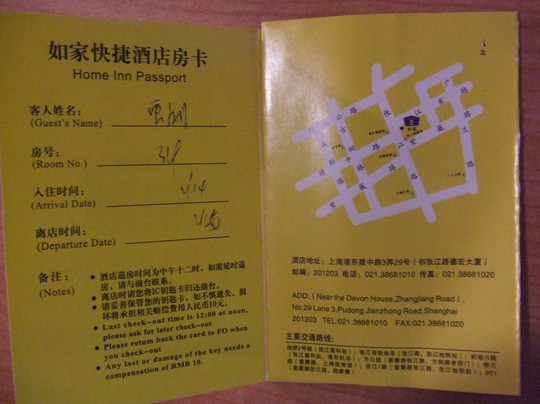 如家快捷酒店房卡
Home Inn Passport
客人姓名：
(Guest's Name)
房号：
(Room No.)
入住时间：
(Arrival Date)
离店时间：
(Departure Date)
备注：
(Notes)
● 酒店退房时间为中午十二时，如需延时退
房，请与前台联系。
● 离店时请您将IC钥匙卡归还前台。
● 请妥善保管您的钥匙卡，如不慎遗失、损
坏将承担相关赔偿费用人民币10元。
● Last check-out time is 12:00 at noon,
please ask for later check-out
● Please return back the card to FO when
you check-out
● Any lost or damage of the key needs a
compensation of RMB 10.
北
酒店地址：上海浦东建中路3弄29号（邻张江路德宏大厦）
邮编：201203 电话：021.38681010 传真：021.38681020
ADD:（Near the Devon House,Zhangjiang Road）,
No.29 Lane 3,Pudong Jianzhong Road,Shanghai
201203 TEL:021.38681010 FAX:021.38681020
主要交通路线：